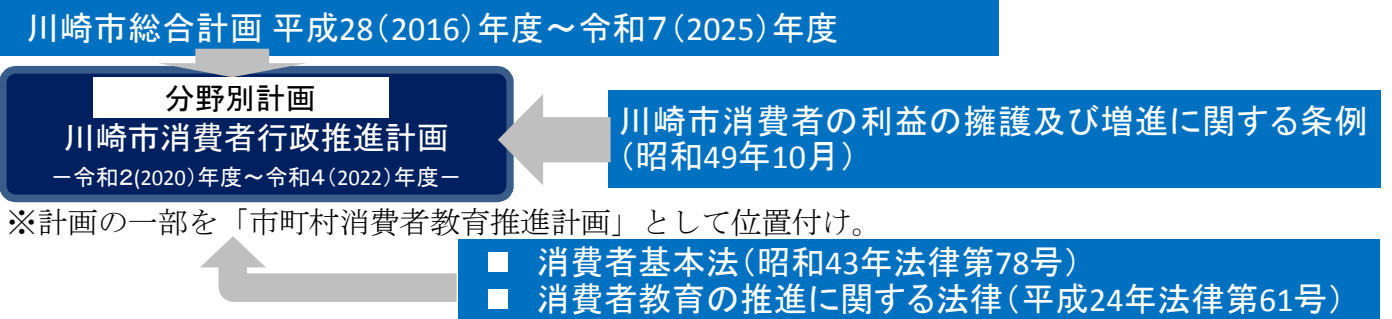 川崎市総合計画 平成28(2016)年度～令和7(2025)年度
分野別計画
川崎市消費者行政推進計画
－令和2(2020)年度～令和4(2022)年度－
川崎市消費者の利益の擁護及び増進に関する条例
(昭和49年10月)
※計画の一部を「市町村消費者教育推進計画」として位置付け。
■ 消費者基本法(昭和43年法律第78号)
■ 消費者教育の推進に関する法律(平成24年法律第61号)